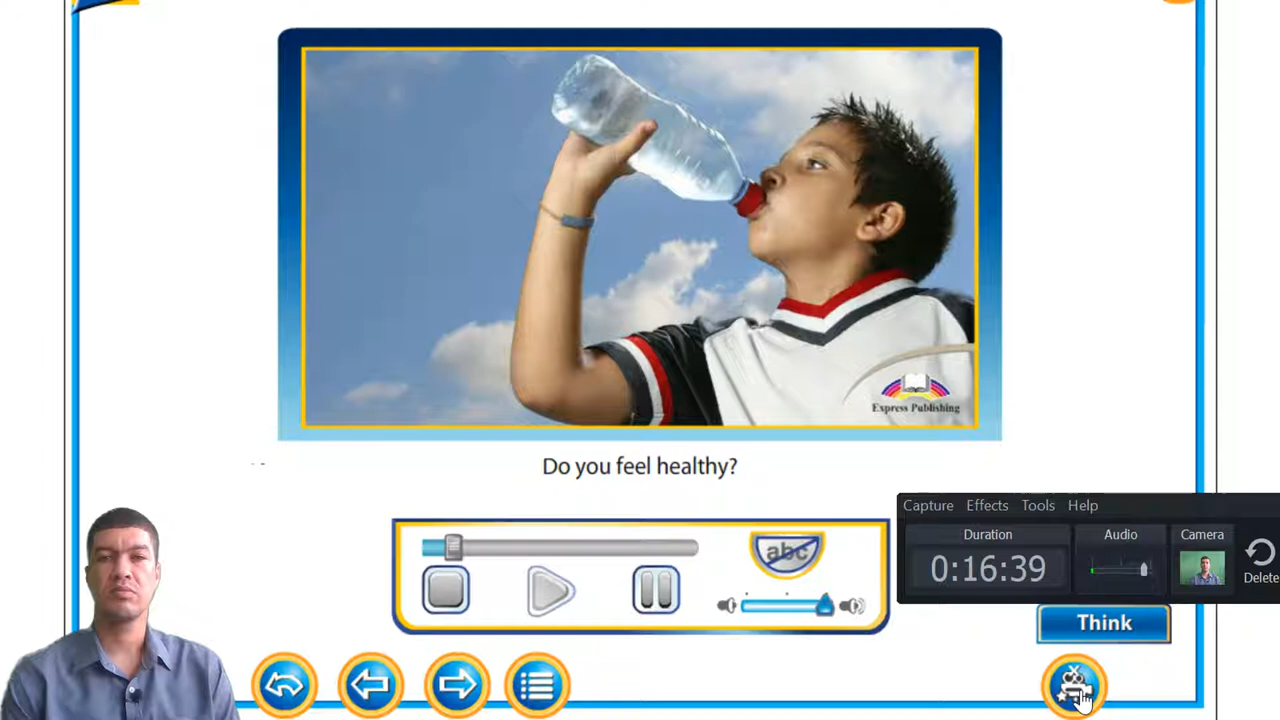 Express Publishing
Do you feel healthy?
abc
Capture Effects Tools Help
Duration Audio Camera
0:16:39
Delete
Think